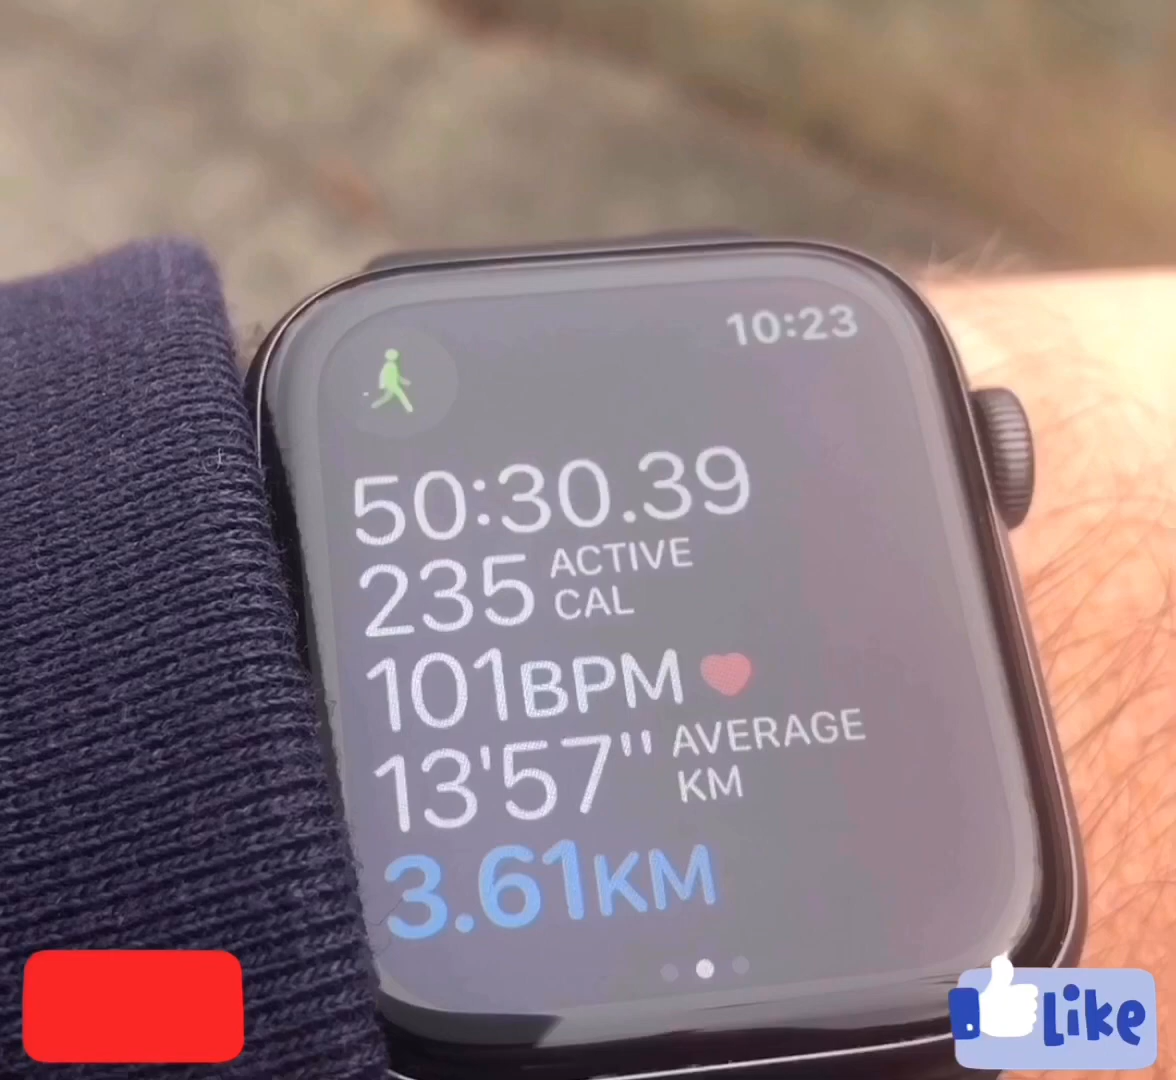 10:23
50:30.39
235 ACTIVE
CAL
101BPM
13'57" AVERAGE
KM
3.61KM
Like